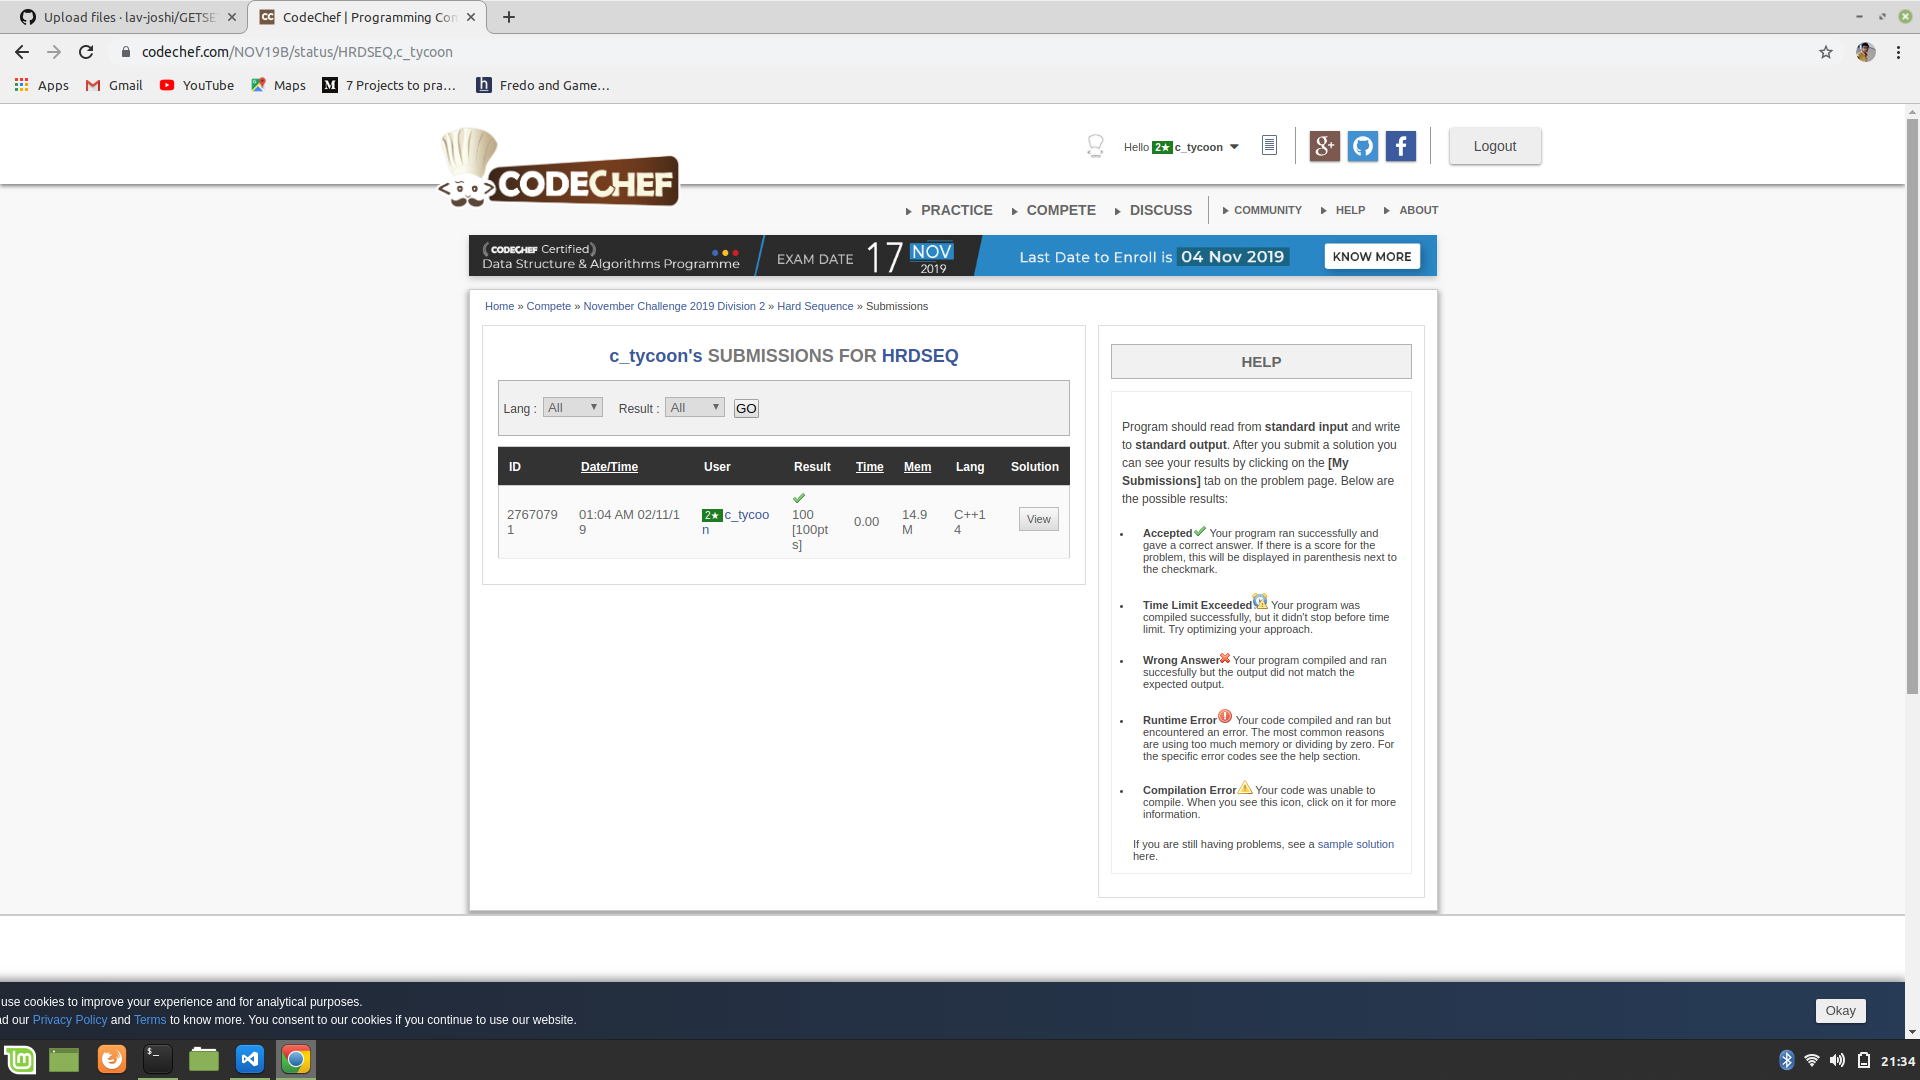 Upload files · lav-joshi/GETSE
CodeChef | Programming Con
codechef.com/NOV19B/status/HRDSEQ,c_tycoon
Apps Gmail YouTube Maps 7 Projects to pra… Fredo and Game…
CODECHEF
Hello 2★ c_tycoon
Logout
PRACTICE COMPETE DISCUSS COMMUNITY HELP ABOUT
CODECHEF Certified
Data Structure & Algorithms Programme
EXAM DATE 17 NOV 2019
Last Date to Enroll is 04 Nov 2019
KNOW MORE
Home » Compete » November Challenge 2019 Division 2 » Hard Sequence » Submissions
c_tycoon's SUBMISSIONS FOR HRDSEQ
Lang : All Result : All GO
ID Date/Time User Result Time Mem Lang Solution
2767079
1
01:04 AM 02/11/1
9
2★ c_tycoo
n
100
[100pt
s]
0.00
14.9
M
C++1
4
View
HELP
Program should read from standard input and write
to standard output. After you submit a solution you
can see your results by clicking on the [My
Submissions] tab on the problem page. Below are
the possible results:
Accepted Your program ran successfully and
gave a correct answer. If there is a score for the
problem, this will be displayed in parenthesis next to
the checkmark.
Time Limit Exceeded Your program was
compiled successfully, but it didn't stop before time
limit. Try optimizing your approach.
Wrong Answer Your program compiled and ran
succesfully but the output did not match the
expected output.
Runtime Error Your code compiled and ran but
encountered an error. The most common reasons
are using too much memory or dividing by zero. For
the specific error codes see the help section.
Compilation Error Your code was unable to
compile. When you see this icon, click on it for more
information.
If you are still having problems, see a sample solution
here.
use cookies to improve your experience and for analytical purposes.
d our Privacy Policy and Terms to know more. You consent to our cookies if you continue to use our website.
Okay
21:34